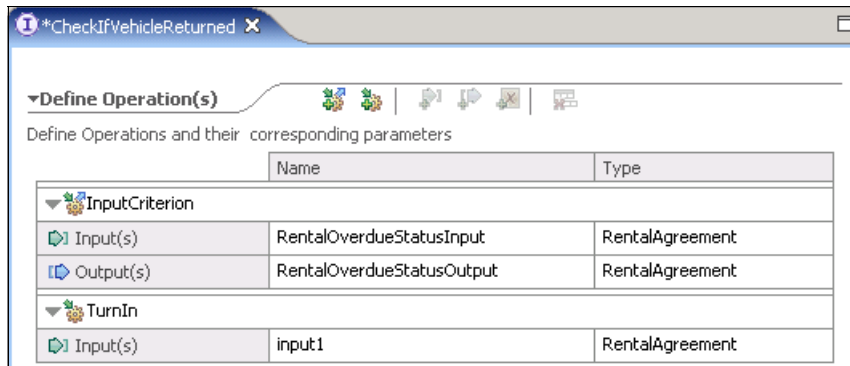 *CheckIfVehicleReturned
Define Operation(s)
Define Operations and their corresponding parameters
Name Type
InputCriterion
Input(s) RentalOverdueStatusInput RentalAgreement
Output(s) RentalOverdueStatusOutput RentalAgreement
TurnIn
Input(s) input1 RentalAgreement